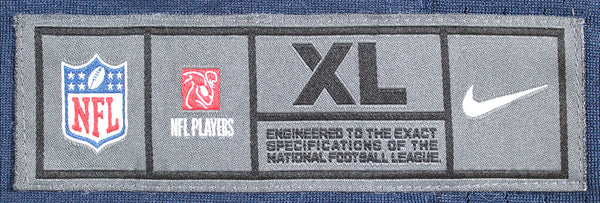 NFL
NFL PLAYERS
XL
ENGINEERED TO THE EXACT
SPECIFICATIONS OF THE
NATIONAL FOOTBALL LEAGUE.